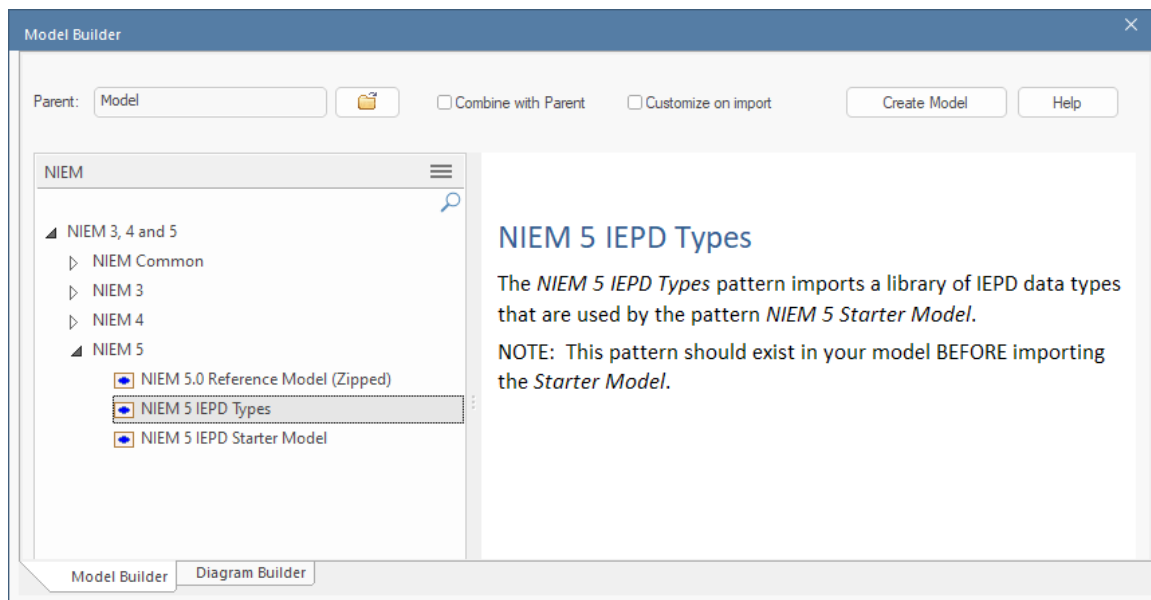 Model Builder
Parent: Model Combine with Parent Customize on import Create Model Help
NIEM
NIEM 3, 4 and 5
NIEM Common
NIEM 3
NIEM 4
NIEM 5
NIEM 5.0 Reference Model (Zipped)
NIEM 5 IEPD Types
NIEM 5 IEPD Starter Model
NIEM 5 IEPD Types
The NIEM 5 IEPD Types pattern imports a library of IEPD data types
that are used by the pattern NIEM 5 Starter Model.
NOTE: This pattern should exist in your model BEFORE importing
the Starter Model.
Model Builder Diagram Builder